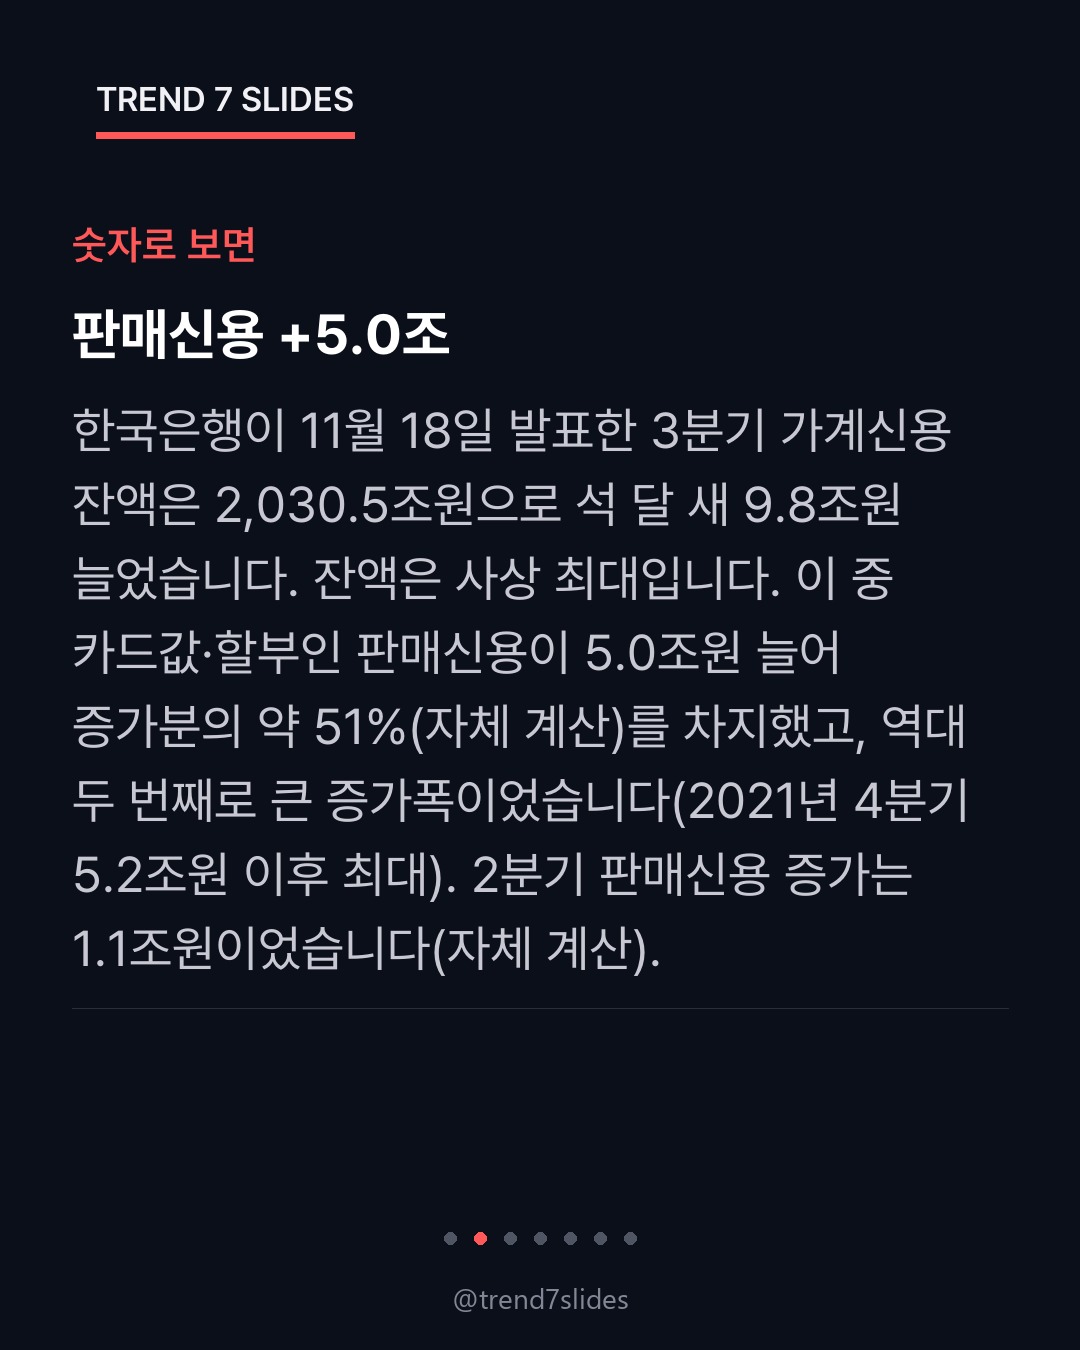 TREND 7 SLIDES
숫자로 보면
판매신용 +5.0조
한국은행이 11월 18일 발표한 3분기 가계신용
잔액은 2,030.5조원으로 석 달 새 9.8조원
늘었습니다. 잔액은 사상 최대입니다. 이 중
카드값·할부인 판매신용이 5.0조원 늘어
증가분의 약 51%(자체 계산)를 차지했고, 역대
두 번째로 큰 증가폭이었습니다(2021년 4분기
5.2조원 이후 최대). 2분기 판매신용 증가는
1.1조원이었습니다(자체 계산).
@trend7slides